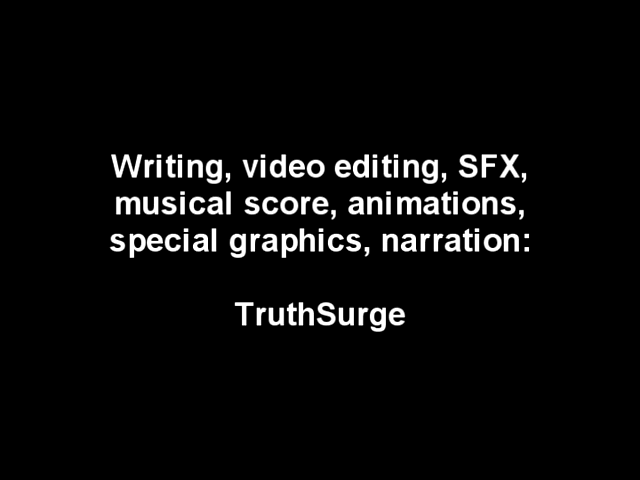 Writing, video editing, SFX,
musical score, animations,
special graphics, narration:
TruthSurge